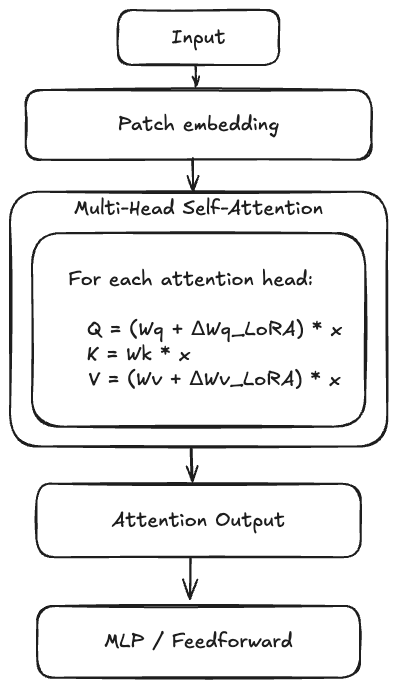 Input
Patch embedding
Multi-Head Self-Attention
For each attention head:
Q = (Wq + ΔWq_LoRA) * x
K = Wk * x
V = (Wv + ΔWv_LoRA) * x
Attention Output
MLP / Feedforward